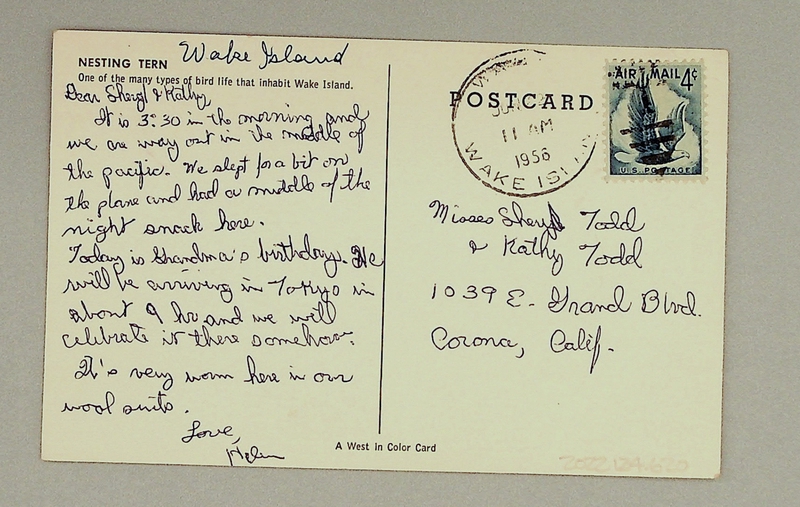 NESTING TERN Wake Island
One of the many types of bird life that inhabit Wake Island.
Dear Sheryl & Kathy,
It is 3:30 in the morning and
we are way out in the middle of
the pacific. We slept for a bit on
the plane and had a middle of the
night snack here.
Today is Grandma's birthday. We
will be arriving in Tokyo in
about 9 hr and we will
celebrate it there somehow.
It's very warm here in our
wool suits.
Love,
Helen
POSTCARD
11 AM
1956
WAKE ISLAND
AIR MAIL 4¢
U.S. POSTAGE
Misses Sheryl Todd
& Kathy Todd
1039 E. Grand Blvd.
Corona, Calif.
A West in Color Card